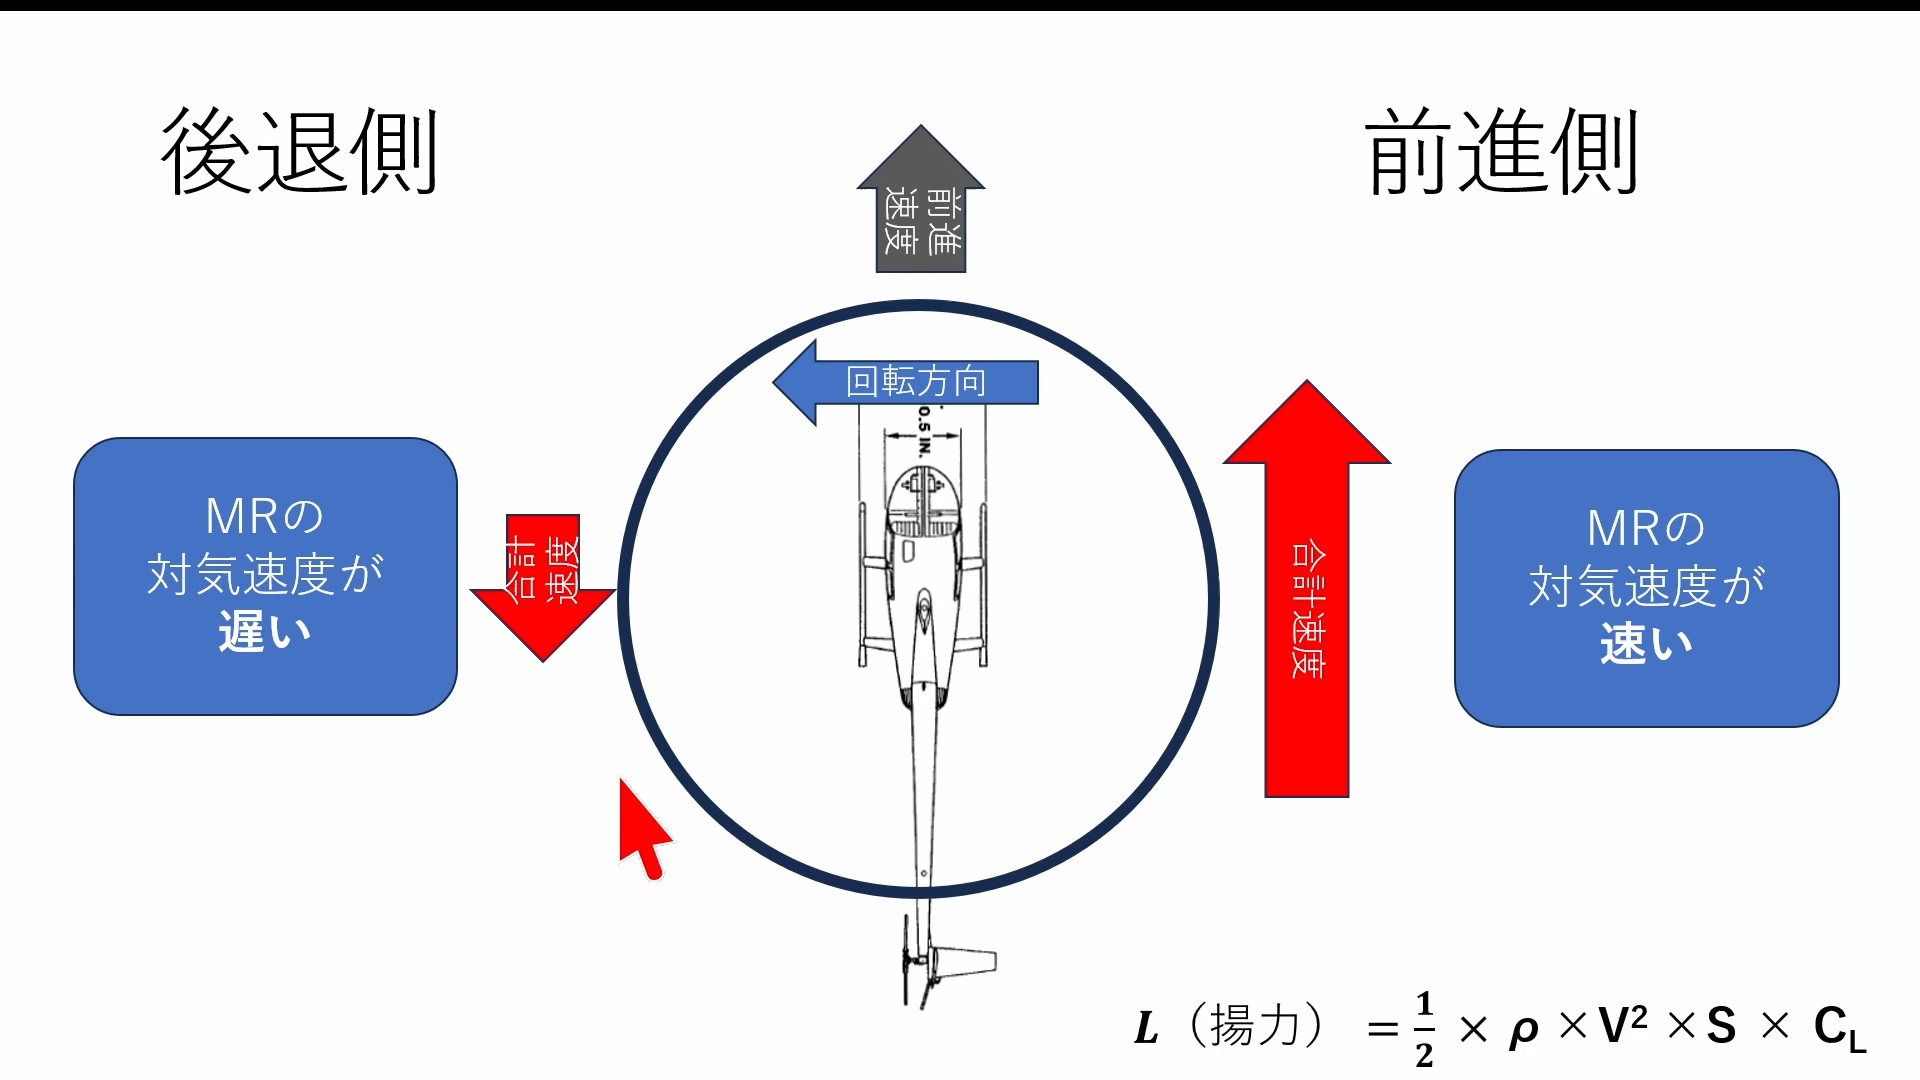 後退側
前進側
前進
速度
回転方向
0.5 IN.
MRの
対気速度が
遅い
合計
速度
合計速度
MRの
対気速度が
速い
L（揚力） = 1/2 × ρ × V² × S × C_L